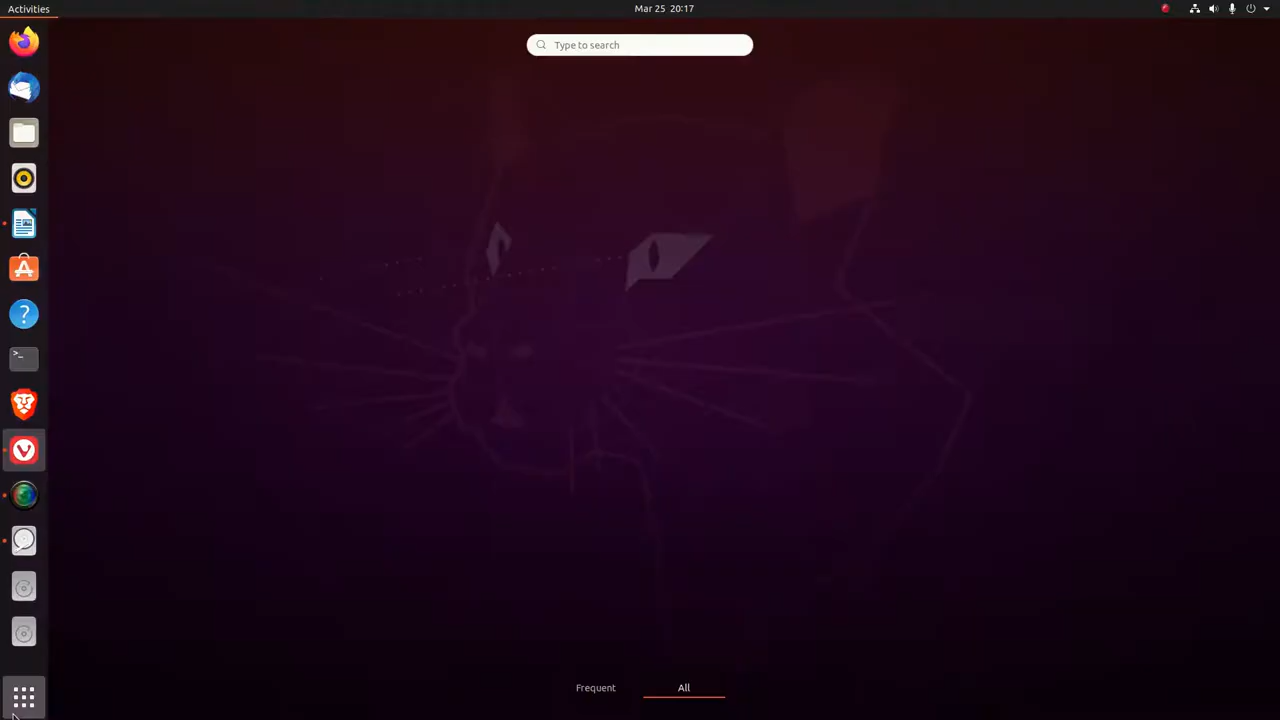 Activities
Mar 25 20:17
Type to search
?
>_
Frequent
All